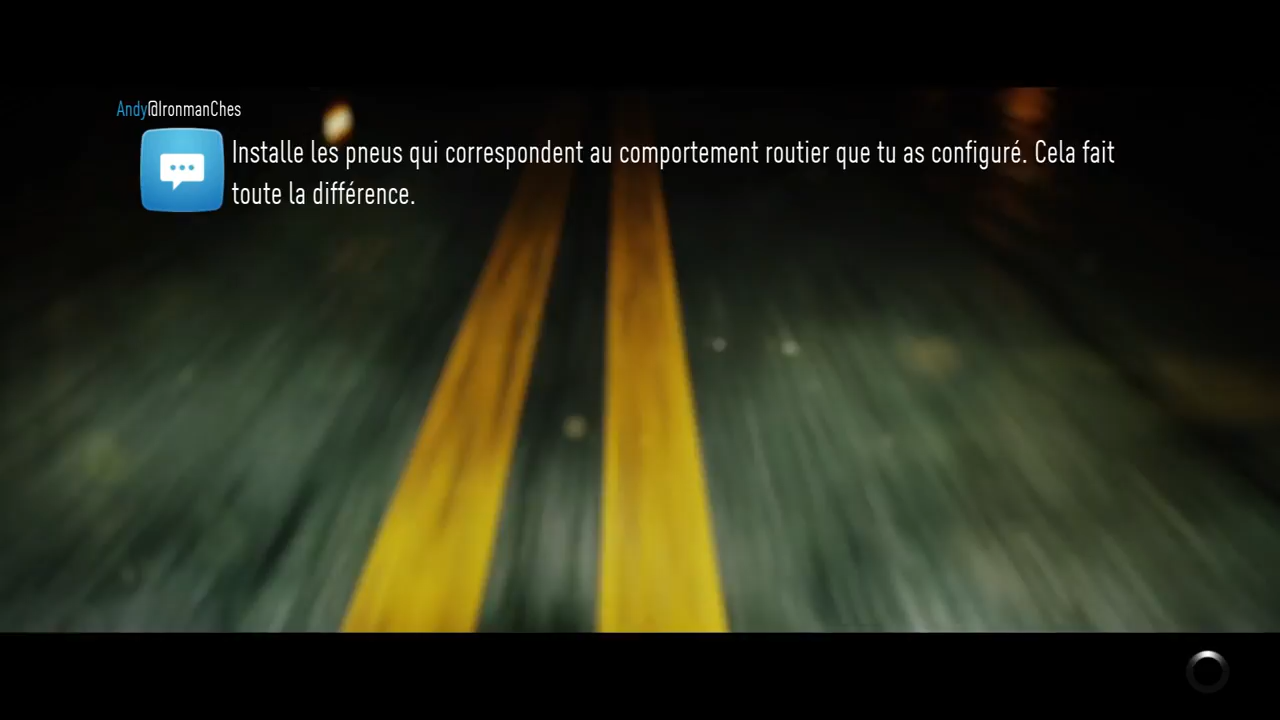 Andy@IronmanChes
Installe les pneus qui correspondent au comportement routier que tu as configuré. Cela fait
toute la différence.